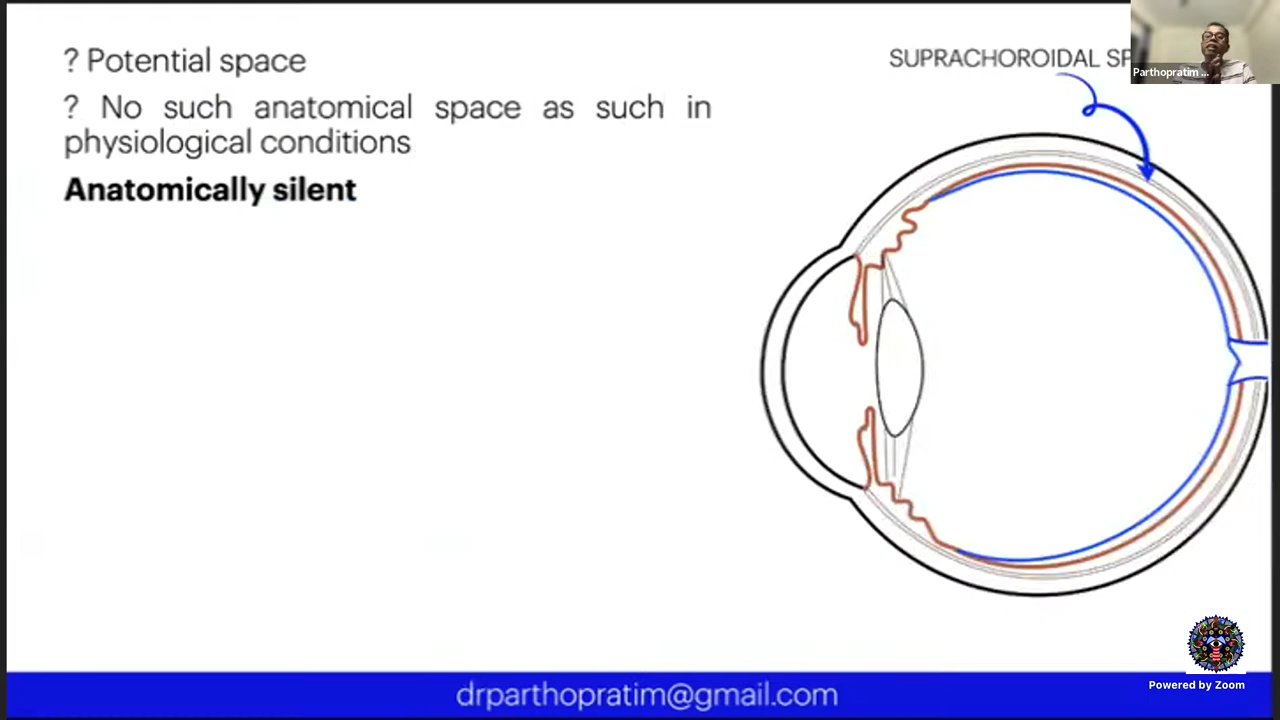 ? Potential space
? No such anatomical space as such in
physiological conditions
Anatomically silent
SUPRACHOROIDAL SP
Parthopratim ...
Powered by Zoom
drparthopratim@gmail.com